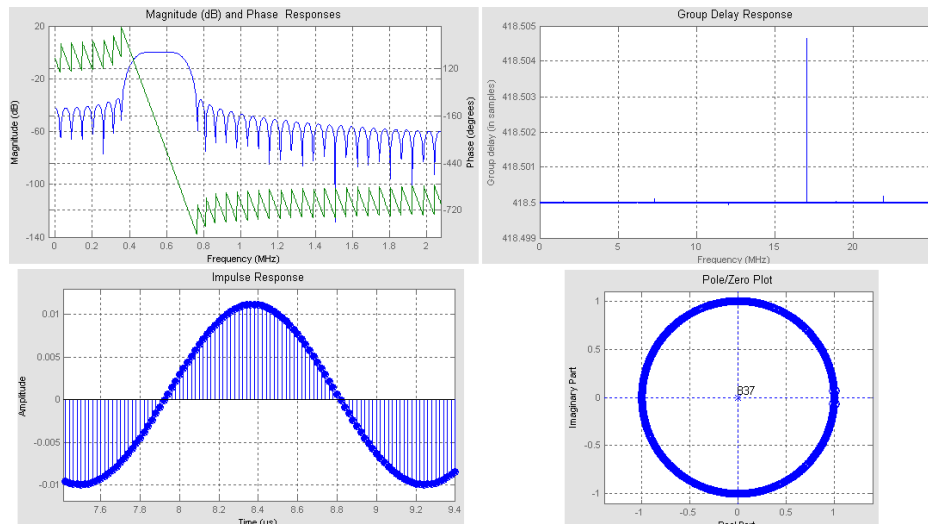 Magnitude (dB) and Phase Responses
20
-20
-60
-100
-140
Magnitude (dB)
120
-160
-440
-720
Phase (degrees)
0 0.2 0.4 0.6 0.8 1 1.2 1.4 1.6 1.8 2
Frequency (MHz)
Group Delay Response
418.505
418.504
418.503
418.502
418.501
418.5
418.499
Group delay (in samples)
0 5 10 15 20
Frequency (MHz)
Impulse Response
0.01
0.005
0
-0.005
-0.01
Amplitude
7.6 7.8 8 8.2 8.4 8.6 8.8 9 9.2 9.4
Time (us)
Pole/Zero Plot
1
0.5
0
-0.5
-1
Imaginary Part
837
-1 -0.5 0 0.5 1
Real Part